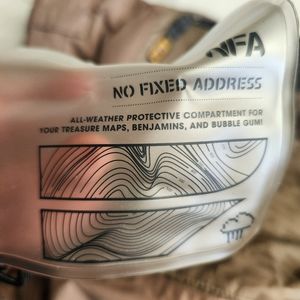 NFA
NO FIXED ADDRESS
ALL-WEATHER PROTECTIVE COMPARTMENT FOR
YOUR TREASURE MAPS, BENJAMINS, AND BUBBLE GUM!